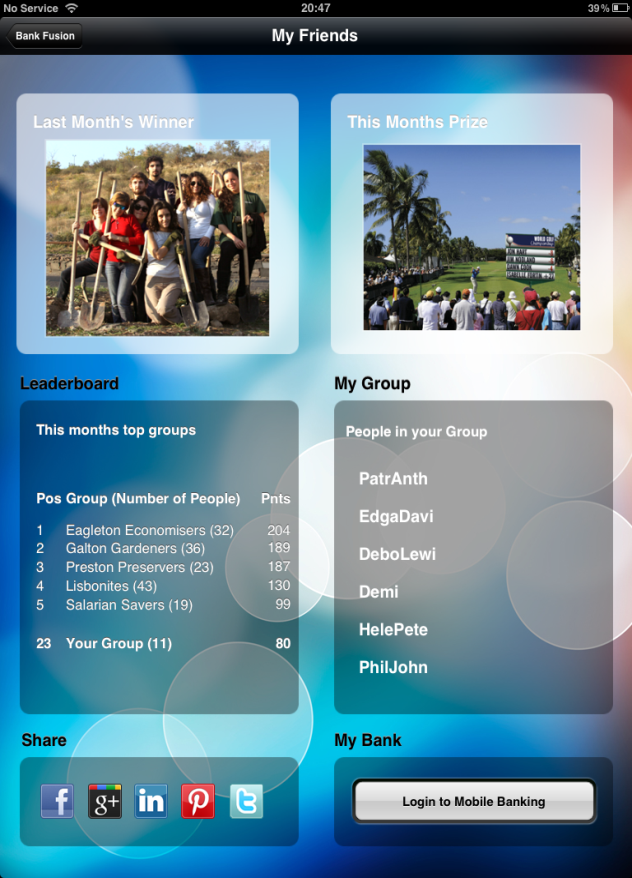 No Service 20:47 39%
Bank Fusion My Friends
Last Month's Winner
This Months Prize
WORLD GOLF
Leaderboard
This months top groups
Pos Group (Number of People) Pnts
1 Eagleton Economisers (32) 204
2 Galton Gardeners (36) 189
3 Preston Preservers (23) 187
4 Lisbonites (43) 130
5 Salarian Savers (19) 99
23 Your Group (11) 80
My Group
People in your Group
PatrAnth
EdgaDavi
DeboLewi
Demi
HelePete
PhilJohn
Share
f g+ in p t
My Bank
Login to Mobile Banking